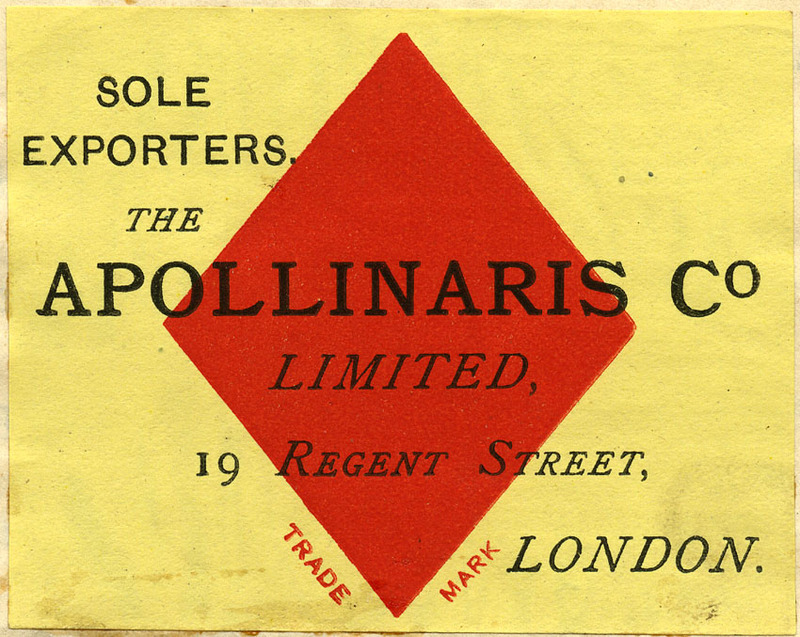 SOLE
EXPORTERS.
THE
APOLLINARIS Co
LIMITED,
19 REGENT STREET,
LONDON.
TRADE MARK